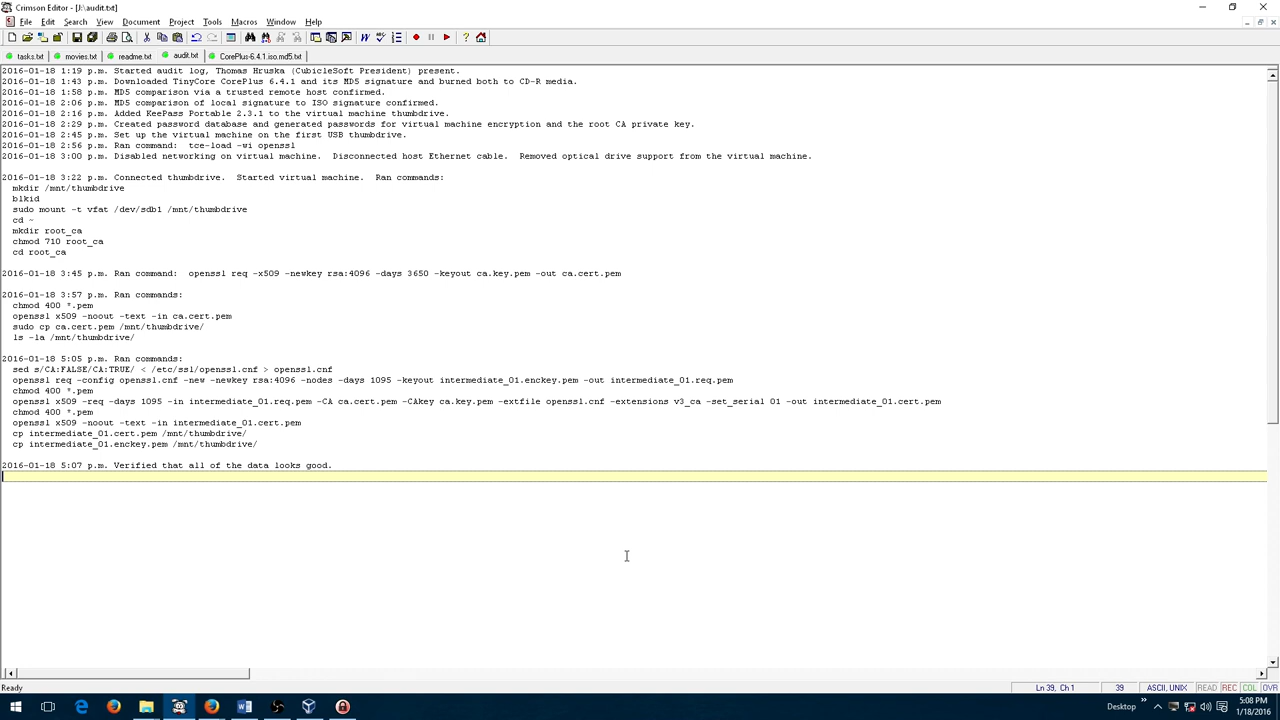 Crimson Editor - [J:\audit.txt]
File Edit Search View Document Project Tools Macros Window Help
tasks.txt movies.txt readme.txt audit.txt CorePlus-6.4.1.iso.md5.txt
2016-01-18 1:19 p.m. Started audit log, Thomas Hruska (CubicleSoft President) present.
2016-01-18 1:43 p.m. Downloaded TinyCore CorePlus 6.4.1 and its MD5 signature and burned both to CD-R media.
2016-01-18 1:58 p.m. MD5 comparison via a trusted remote host confirmed.
2016-01-18 2:06 p.m. MD5 comparison of local signature to ISO signature confirmed.
2016-01-18 2:16 p.m. Added KeePass Portable 2.3.1 to the virtual machine thumbdrive.
2016-01-18 2:29 p.m. Created password database and generated passwords for virtual machine encryption and the root CA private key.
2016-01-18 2:45 p.m. Set up the virtual machine on the first USB thumbdrive.
2016-01-18 2:56 p.m. Ran command:  tce-load -wi openssl
2016-01-18 3:00 p.m. Disabled networking on virtual machine.  Disconnected host Ethernet cable.  Removed optical drive support from the virtual machine.
2016-01-18 3:22 p.m. Connected thumbdrive.  Started virtual machine.  Ran commands:
mkdir /mnt/thumbdrive
blkid
sudo mount -t vfat /dev/sdb1 /mnt/thumbdrive
cd ~
mkdir root_ca
chmod 710 root_ca
cd root_ca
2016-01-18 3:45 p.m. Ran command:  openssl req -x509 -newkey rsa:4096 -days 3650 -keyout ca.key.pem -out ca.cert.pem
2016-01-18 3:57 p.m. Ran commands:
chmod 400 *.pem
openssl x509 -noout -text -in ca.cert.pem
sudo cp ca.cert.pem /mnt/thumbdrive/
ls -la /mnt/thumbdrive/
2016-01-18 5:05 p.m. Ran commands:
sed s/CA:FALSE/CA:TRUE/ < /etc/ssl/openssl.cnf > openssl.cnf
openssl req -config openssl.cnf -new -newkey rsa:4096 -nodes -days 1095 -keyout intermediate_01.enckey.pem -out intermediate_01.req.pem
chmod 400 *.pem
openssl x509 -req -days 1095 -in intermediate_01.req.pem -CA ca.cert.pem -CAkey ca.key.pem -extfile openssl.cnf -extensions v3_ca -set_serial 01 -out intermediate_01.cert.pem
chmod 400 *.pem
openssl x509 -noout -text -in intermediate_01.cert.pem
cp intermediate_01.cert.pem /mnt/thumbdrive/
cp intermediate_01.enckey.pem /mnt/thumbdrive/
2016-01-18 5:07 p.m. Verified that all of the data looks good.
Ready Ln 39, Ch 1 39 ASCII, UNIX READ REC COL OVR
Desktop 5:08 PM
1/18/2016